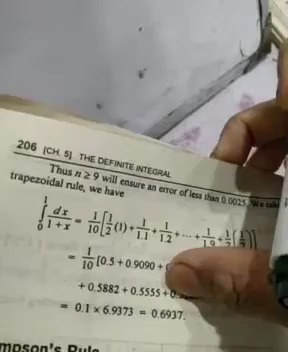 206 [CH. 5] THE DEFINITE INTEGRAL
Thus n ≥ 9 will ensure an error of less than 0.0025. We take
trapezoidal rule, we have
∫₀¹ dx/(1+x) = 1/10 [1/2 (1) + 1/1.1 + 1/1.2 + ... + 1/1.9 + 1/2 (1/2)]
= 1/10 [0.5 + 0.9090 +
+ 0.5882 + 0.5555 + 0.
= 0.1 × 6.9373 = 0.6937.
mpson's Rule